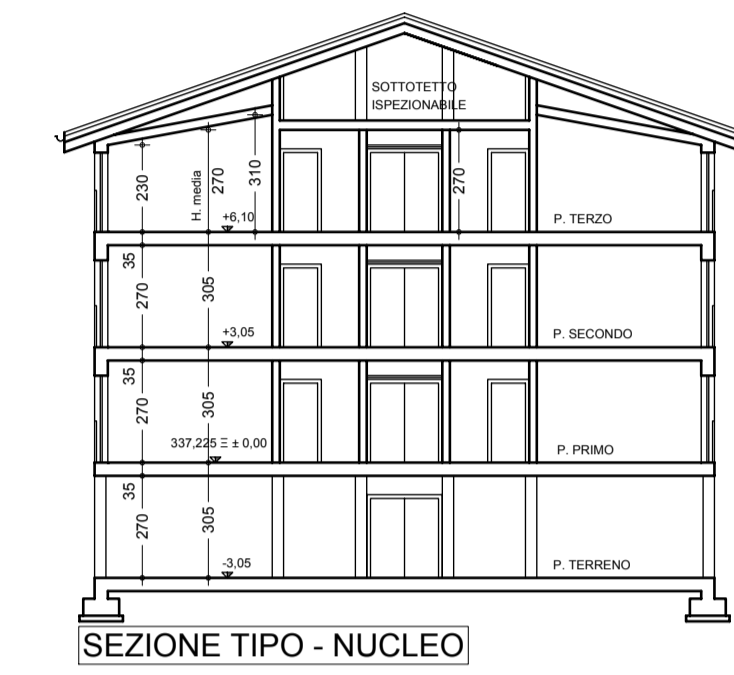 SOTTOTETTO
ISPEZIONABILE
230
H. media
270
310
270
+6,10
P. TERZO
35
270
305
+3,05
P. SECONDO
35
270
305
337,225 Ξ ± 0,00
P. PRIMO
35
270
305
-3,05
P. TERRENO
SEZIONE TIPO - NUCLEO